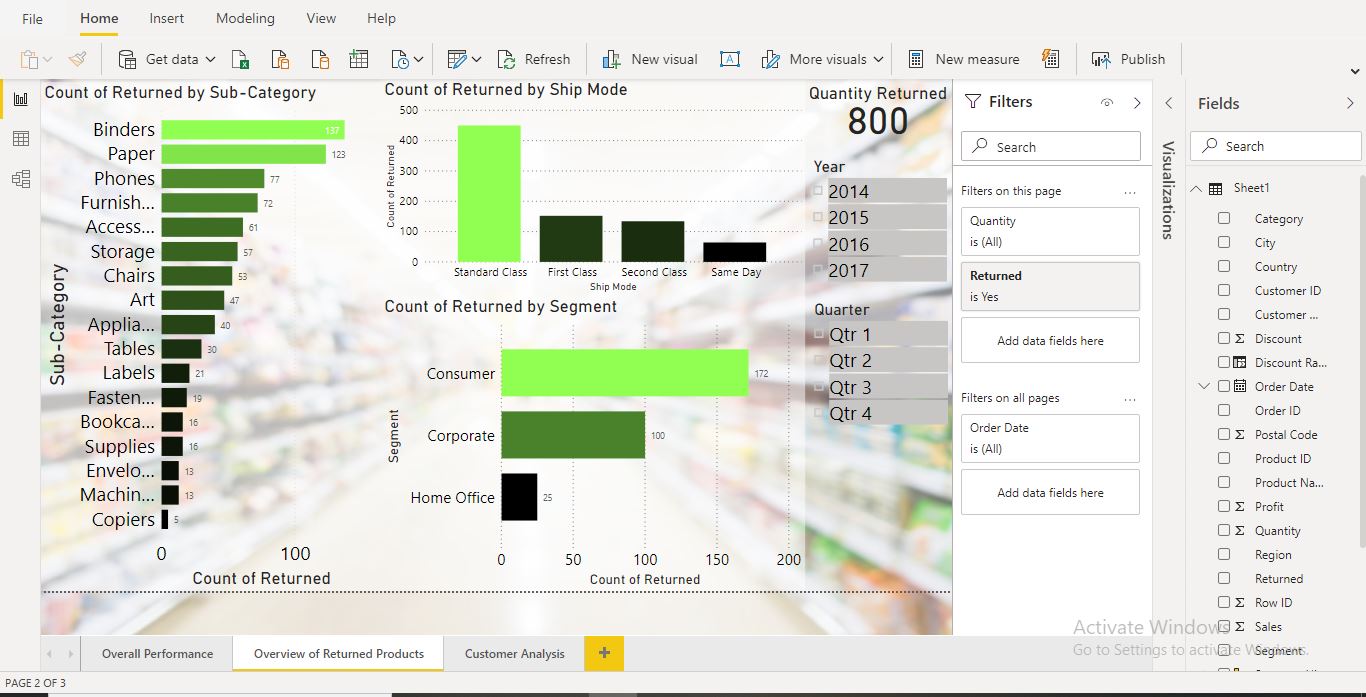 File Home Insert Modeling View Help
Get data Refresh New visual A More visuals New measure Publish
Count of Returned by Sub-Category
Sub-Category
Binders 137
Paper 123
Phones 77
Furnish... 72
Access... 61
Storage 57
Chairs 53
Art 47
Applia... 40
Tables 30
Labels 21
Fasten... 19
Bookca... 16
Supplies 16
Envelo... 13
Machin... 13
Copiers 5
0 100
Count of Returned
Count of Returned by Ship Mode
Count of Returned
500
400
300
200
100
0
Standard Class First Class Second Class Same Day
Ship Mode
Count of Returned by Segment
Segment
Consumer 172
Corporate 100
Home Office 25
0 50 100 150 200
Count of Returned
Quantity Returned
800
Year
2014
2015
2016
2017
Quarter
Qtr 1
Qtr 2
Qtr 3
Qtr 4
Filters
Search
Filters on this page ...
Quantity
is (All)
Returned
is Yes
Add data fields here
Filters on all pages ...
Order Date
is (All)
Add data fields here
Visualizations
Fields
Search
Sheet1
Category
City
Country
Customer ID
Customer ...
Σ Discount
Discount Ra...
Order Date
Order ID
Σ Postal Code
Product ID
Product Na...
Σ Profit
Σ Quantity
Region
Returned
Σ Row ID
Σ Sales
Segment
Activate Windows
Go to Settings to activate Windows.
Overall Performance Overview of Returned Products Customer Analysis +
PAGE 2 OF 3